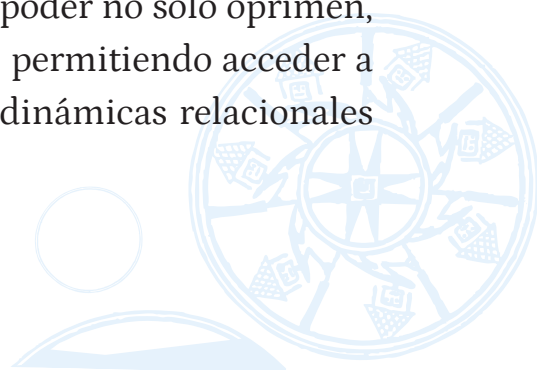 poder no solo oprimen,
permitiendo acceder a
dinámicas relacionales